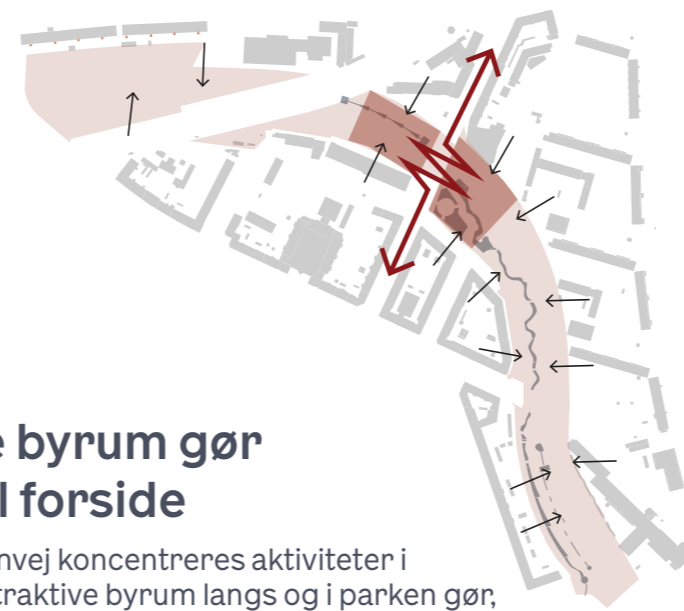 e byrum gør
l forside
nvej koncentreres aktiviteter i
traktive byrum langs og i parken gør,